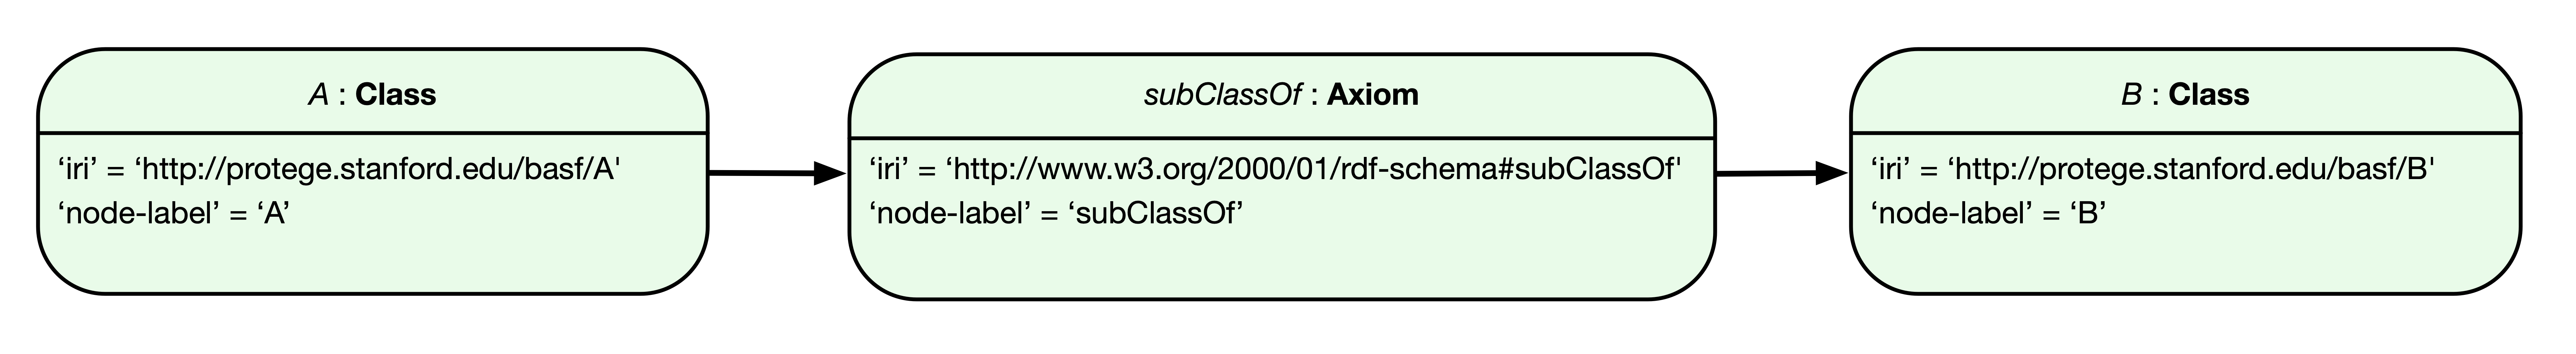 A : Class
‘iri’ = ‘http://protege.stanford.edu/basf/A'
‘node-label’ = ‘A’
subClassOf : Axiom
‘iri’ = ‘http://www.w3.org/2000/01/rdf-schema#subClassOf'
‘node-label’ = ‘subClassOf’
B : Class
‘iri’ = ‘http://protege.stanford.edu/basf/B'
‘node-label’ = ‘B’